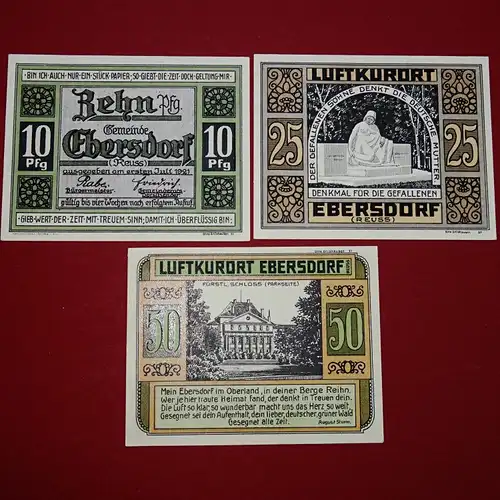 BIN ICH AUCH NUR EIN STÜCK PAPIER; SO GIEBT DIE ZEIT DOCH GELTUNG MIR
Zehn Pfg.
Gemeinde
Ebersdorf
(Reuss)
10 Pfg
10 Pfg
ausgegeben am ersten Juli 1921
Rabe. Friedrich.
Bürgermeister. Gemeinderats
gültig bis vier Wochen nach erfolgtem Aufruf.
GIEB WERT DER ZEIT MIT TREUEM SINN; DAMIT ICH ÜBERFLÜSSIG BIN
LUFTKURORT
DER GEFALLENEN SÖHNE DENKT DIE DEUTSCHE MUTTER
25
25
DENKMAL FÜR DIE GEFALLENEN
EBERSDORF
(REUSS)
LUFTKURORT EBERSDORF
FÜRSTL. SCHLOSS (PARKSEITE)
50
50
Mein Ebersdorf im Oberland, in deiner Berge Reihn.
Wer je hier traute Heimat fand, der denkt in Treuen dein.
Die Luft so klar, so wunderbar macht uns das Herz so weit,
Gesegnet sei dein Aufenthalt, dein lieber, deutscher, grüner Wald
Gesegnet alle Zeit.
August Sturm.